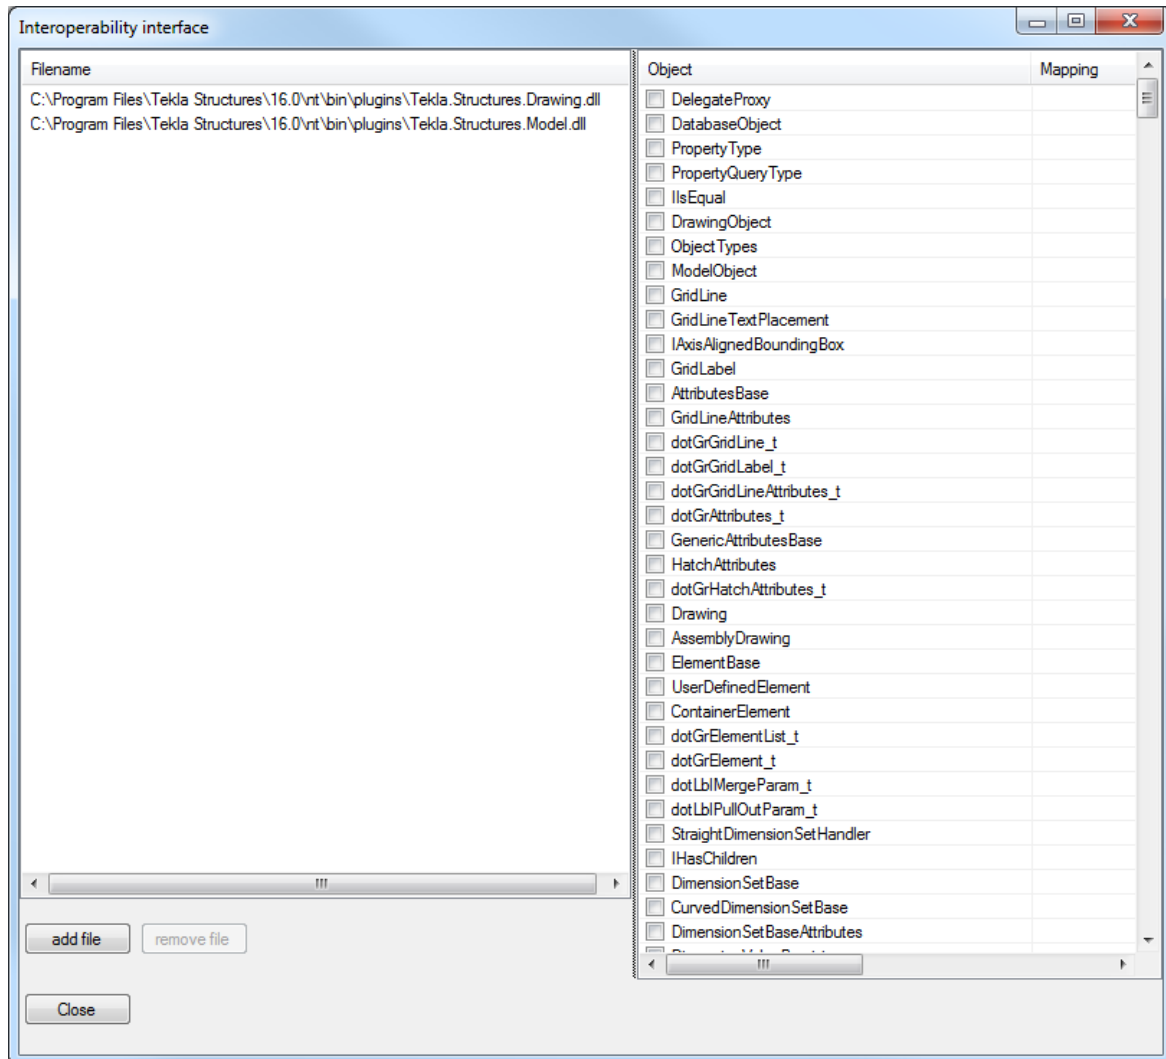 Interoperability interface
Filename
C:\Program Files\Tekla Structures\16.0\nt\bin\plugins\Tekla.Structures.Drawing.dll
C:\Program Files\Tekla Structures\16.0\nt\bin\plugins\Tekla.Structures.Model.dll
add file remove file
Close
Object Mapping
DelegateProxy
DatabaseObject
PropertyType
PropertyQueryType
IIsEqual
DrawingObject
ObjectTypes
ModelObject
GridLine
GridLineTextPlacement
IAxisAlignedBoundingBox
GridLabel
AttributesBase
GridLineAttributes
dotGrGridLine_t
dotGrGridLabel_t
dotGrGridLineAttributes_t
dotGrAttributes_t
GenericAttributesBase
HatchAttributes
dotGrHatchAttributes_t
Drawing
AssemblyDrawing
ElementBase
UserDefinedElement
ContainerElement
dotGrElementList_t
dotGrElement_t
dotLblMergeParam_t
dotLblPullOutParam_t
StraightDimensionSetHandler
IHasChildren
DimensionSetBase
CurvedDimensionSetBase
DimensionSetBaseAttributes